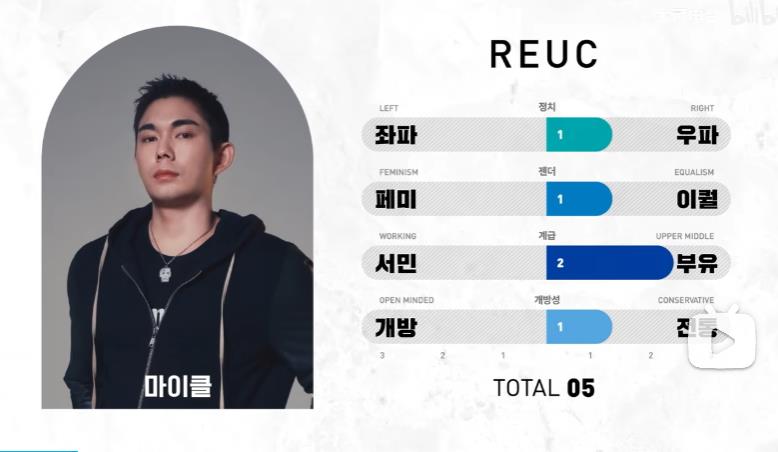 REUC
LEFT 정치 RIGHT
좌파 1 우파
FEMINISM 젠더 EQUALISM
페미 1 이퀄
WORKING 계급 UPPER MIDDLE
서민 2 부유
OPEN MINDED 개방성 CONSERVATIVE
개방 1 전통
3 2 1 1 2
마이클
TOTAL 05